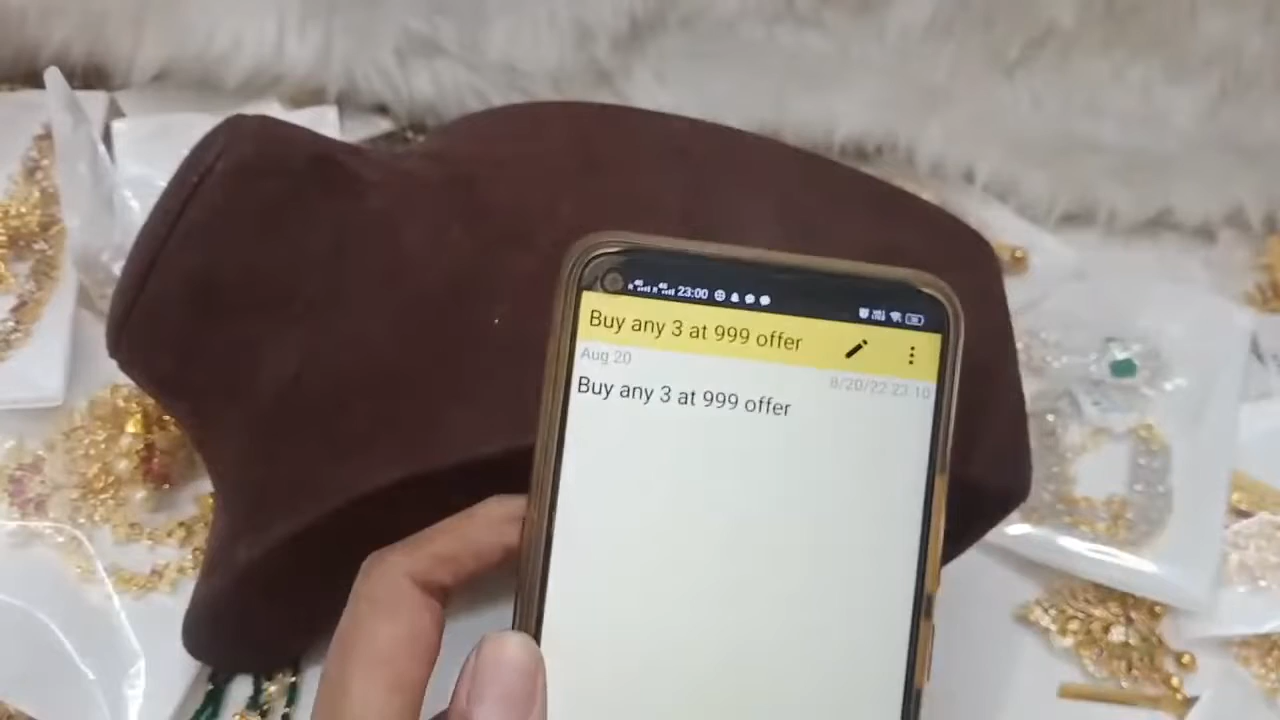 23:00
Buy any 3 at 999 offer
Aug 20
8/20/22 23:10
Buy any 3 at 999 offer